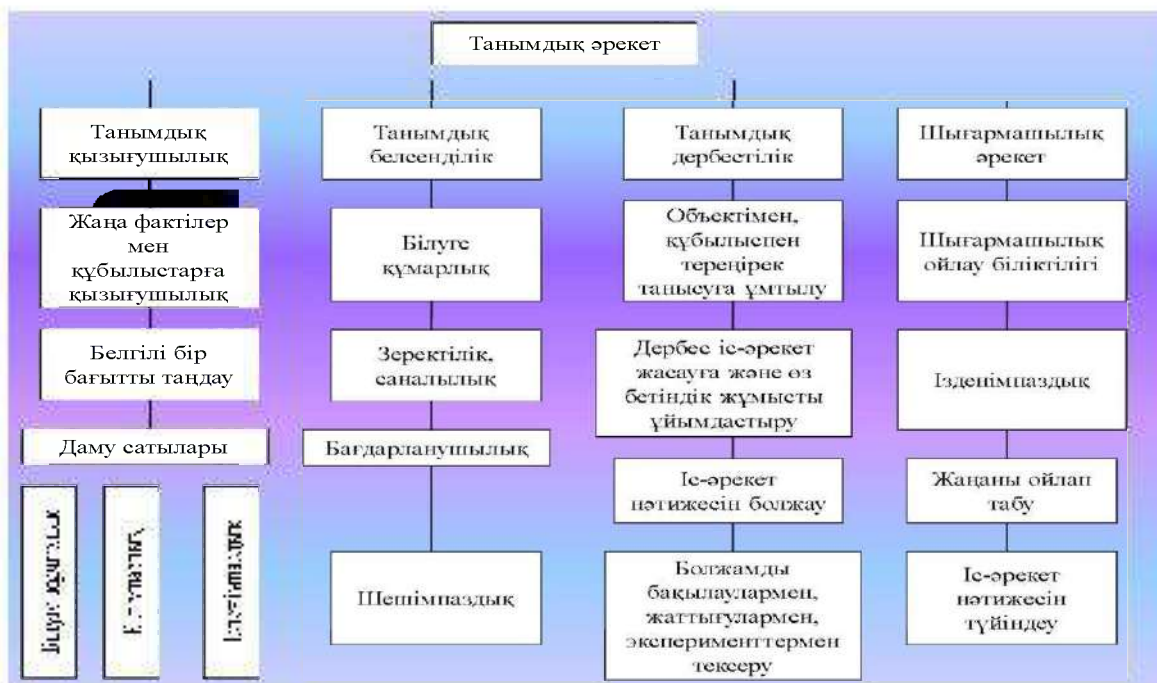 Танымдық әрекет
Танымдық
қызығушылық
Жаңа фактілер
мен
құбылыстарға
қызығушылық
Белгілі бір
бағытты таңдау
Даму сатылары
Танымдық
белсенділік
Білуге
құмарлық
Зеректілік,
саналылық
Бағдарланушылық
Шешімпаздық
Танымдық
дербестілік
Объектімен,
құбылыспен
тереңірек
танысуға ұмтылу
Дербес іс-әрекет
жасауға және өз
бетіндік жұмысты
ұйымдастыру
Іс-әрекет
нәтижесін болжау
Болжамды
бақылаулармен,
жаттығулармен,
эксперименттермен
тексеру
Шығармашылық
әрекет
Шығармашылық
ойлау біліктілігі
Ізденімпаздық
Жаңаны ойлап
табу
Іс-әрекет
нәтижесін
түйіндеу